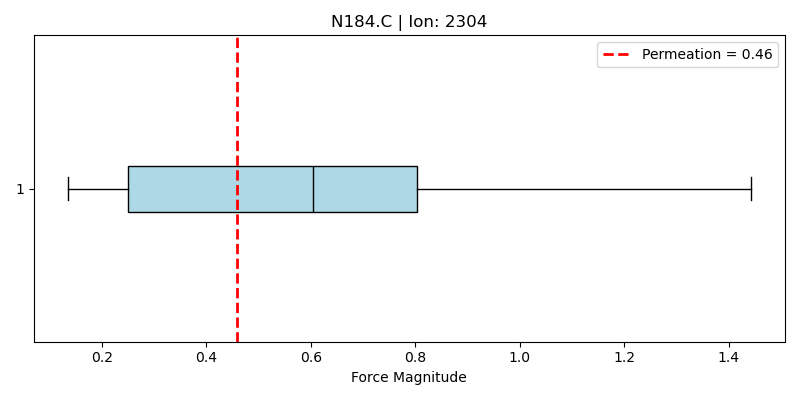 N184.C | Ion: 2304
Permeation = 0.46
1
0.2 0.4 0.6 0.8 1.0 1.2 1.4
Force Magnitude